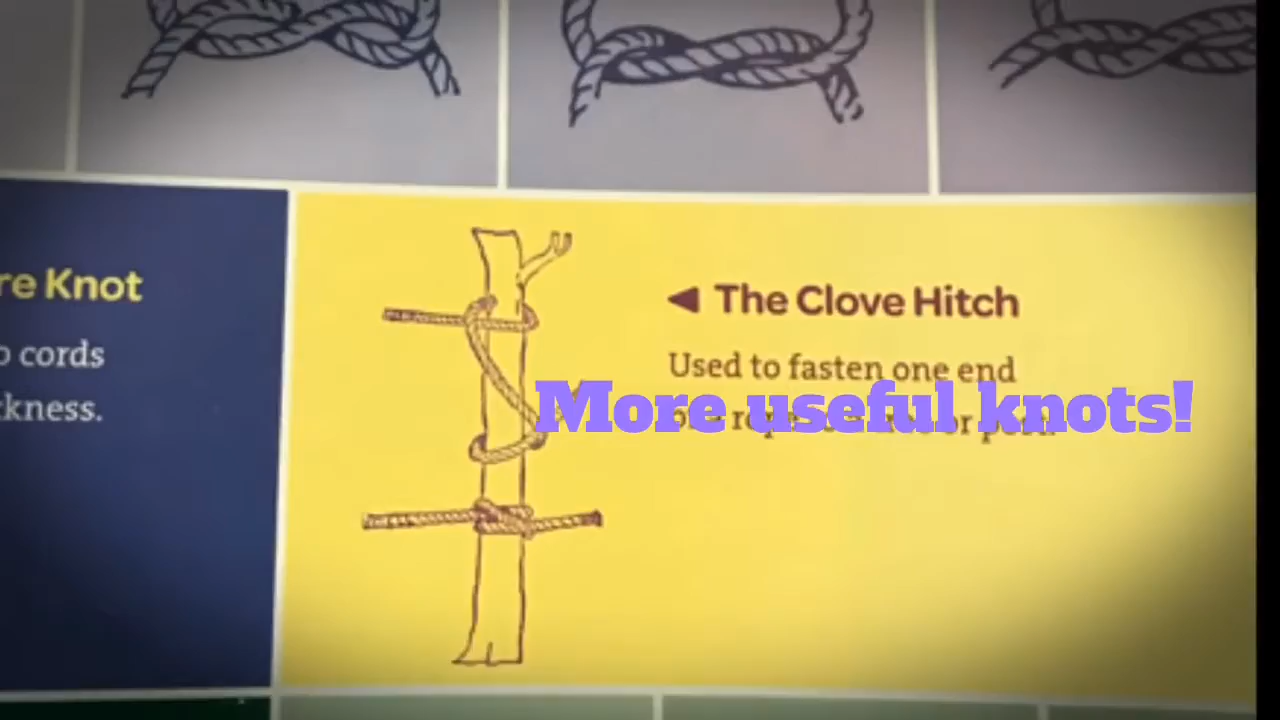 re Knot
o cords
kness.
The Clove Hitch
Used to fasten one end
More useful knots!